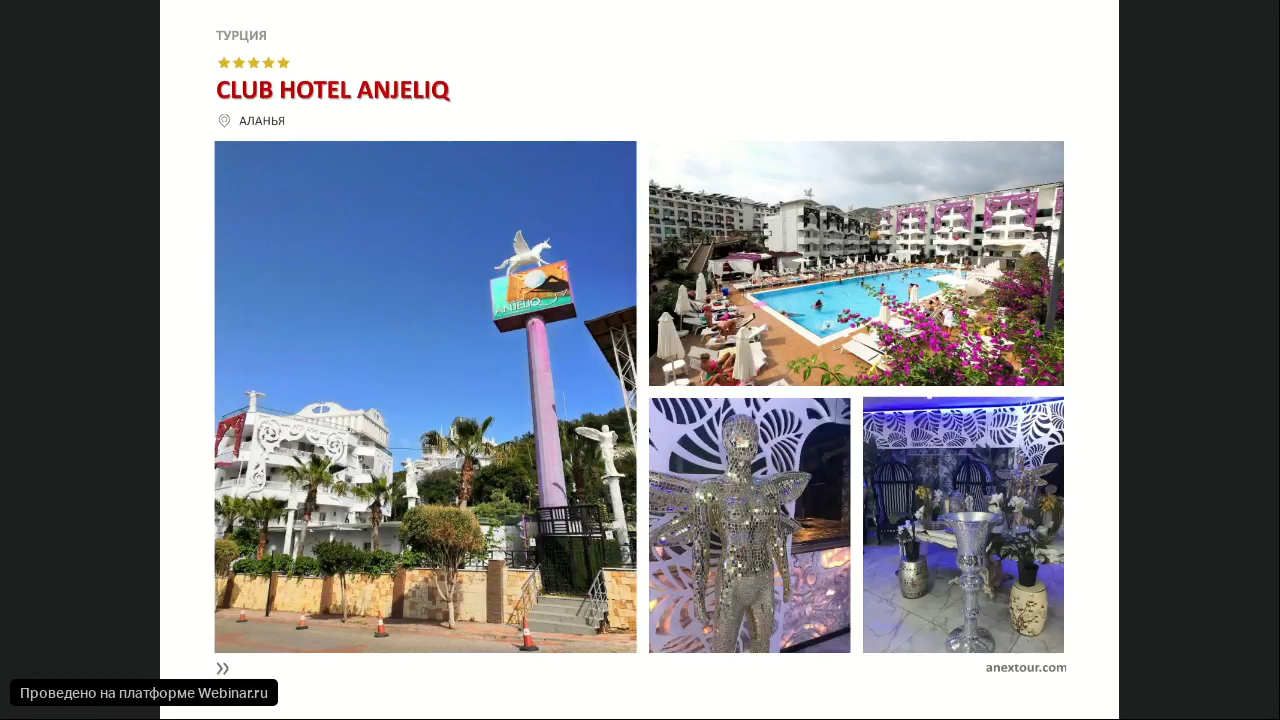 ТУРЦИЯ
CLUB HOTEL ANJELIQ
АЛАНЬЯ
ANJELIQ
anextour.com
Проведено на платформе Webinar.ru